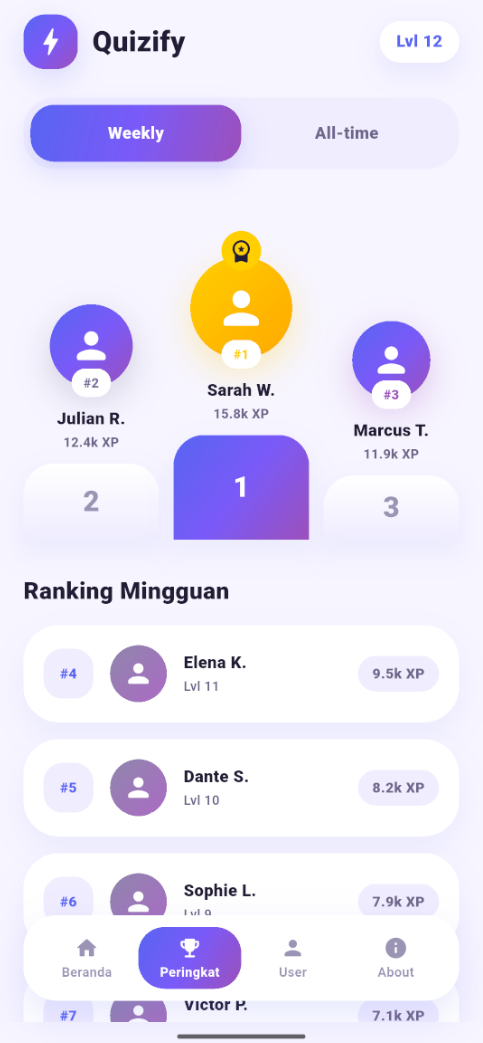 Quizify
Lvl 12
Weekly
All-time
#1
#2
#3
Sarah W.
15.8k XP
Julian R.
12.4k XP
Marcus T.
11.9k XP
1
2
3
Ranking Mingguan
#4
Elena K.
Lvl 11
9.5k XP
#5
Dante S.
Lvl 10
8.2k XP
#6
Sophie L.
Lvl 9
7.9k XP
Beranda
Peringkat
User
About
#7
Victor P.
7.1k XP